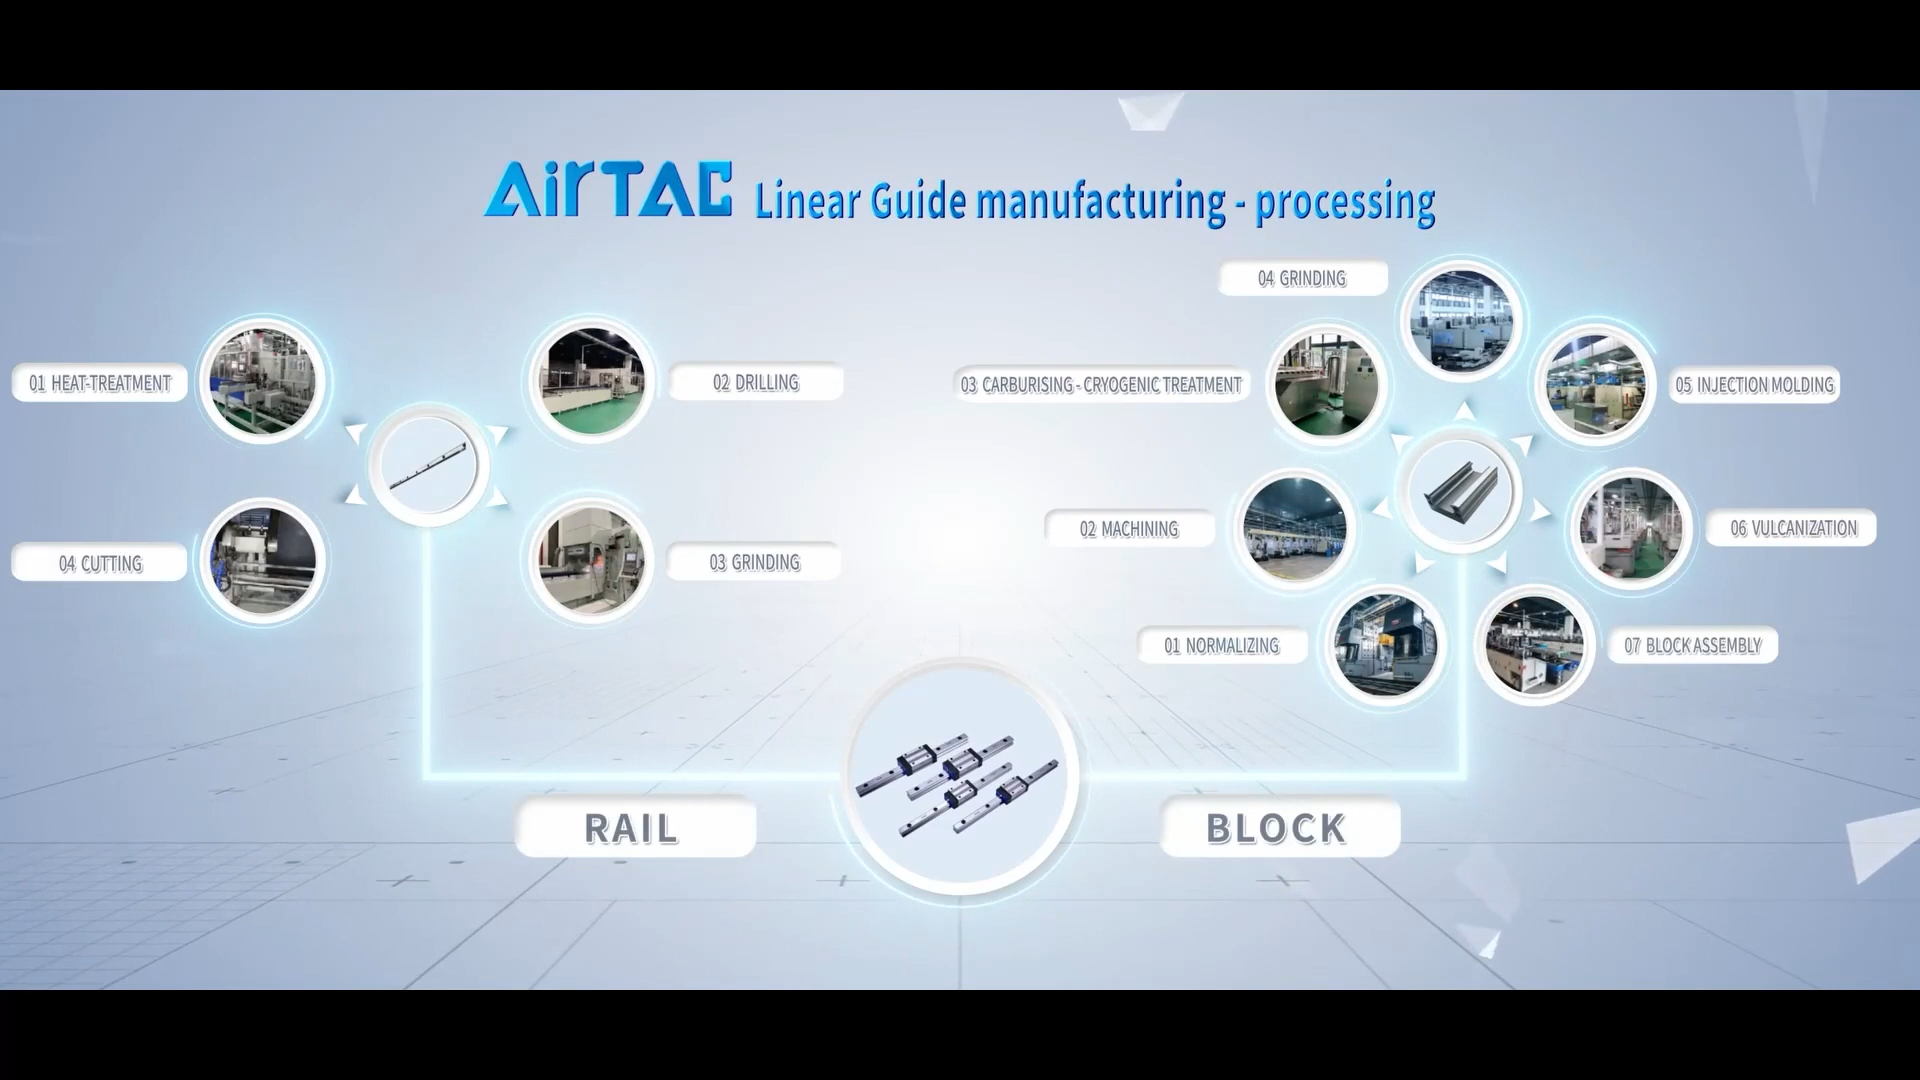 AirTAC Linear Guide manufacturing - processing
01 HEAT-TREATMENT
02 DRILLING
03 GRINDING
04 CUTTING
RAIL
01 NORMALIZING
02 MACHINING
03 CARBURISING - CRYOGENIC TREATMENT
04 GRINDING
05 INJECTION MOLDING
06 VULCANIZATION
07 BLOCK ASSEMBLY
BLOCK